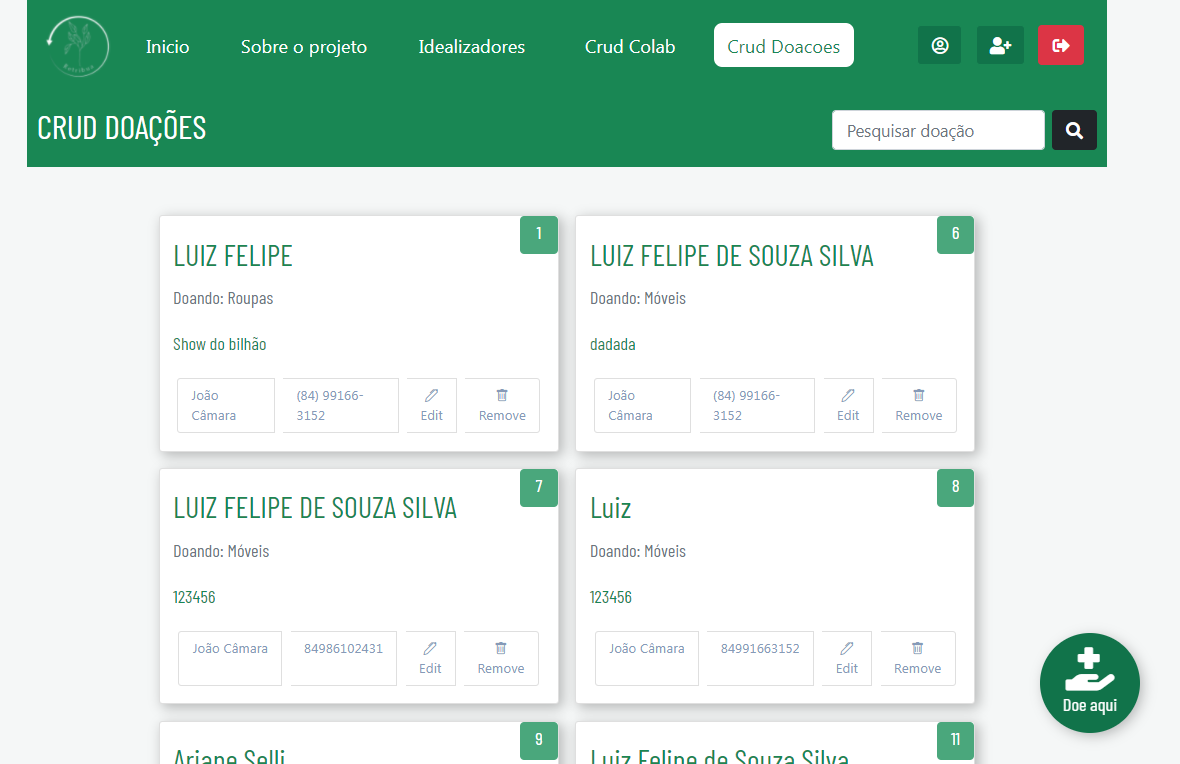 Inicio
Sobre o projeto
Idealizadores
Crud Colab
Crud Doacoes
CRUD DOAÇÕES
Pesquisar doação
1
LUIZ FELIPE
Doando: Roupas
Show do bilhão
João
Câmara
(84) 99166-
3152
Edit
Remove
6
LUIZ FELIPE DE SOUZA SILVA
Doando: Móveis
dadada
João
Câmara
(84) 99166-
3152
Edit
Remove
7
LUIZ FELIPE DE SOUZA SILVA
Doando: Móveis
123456
João Câmara
84986102431
Edit
Remove
8
Luiz
Doando: Móveis
123456
João Câmara
84991663152
Edit
Remove
9
Ariane Selli
11
Luiz Felipe de Souza Silva
Doe aqui